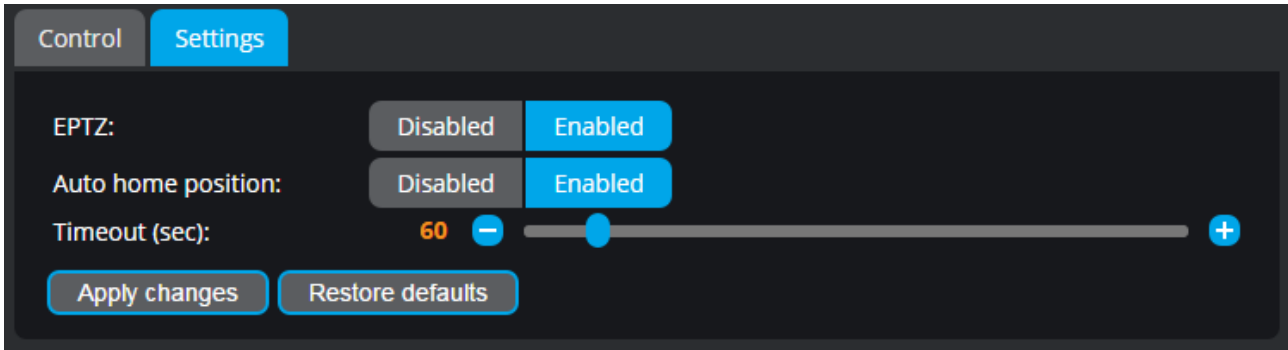 Control Settings
EPTZ: Disabled Enabled
Auto home position: Disabled Enabled
Timeout (sec): 60
Apply changes Restore defaults